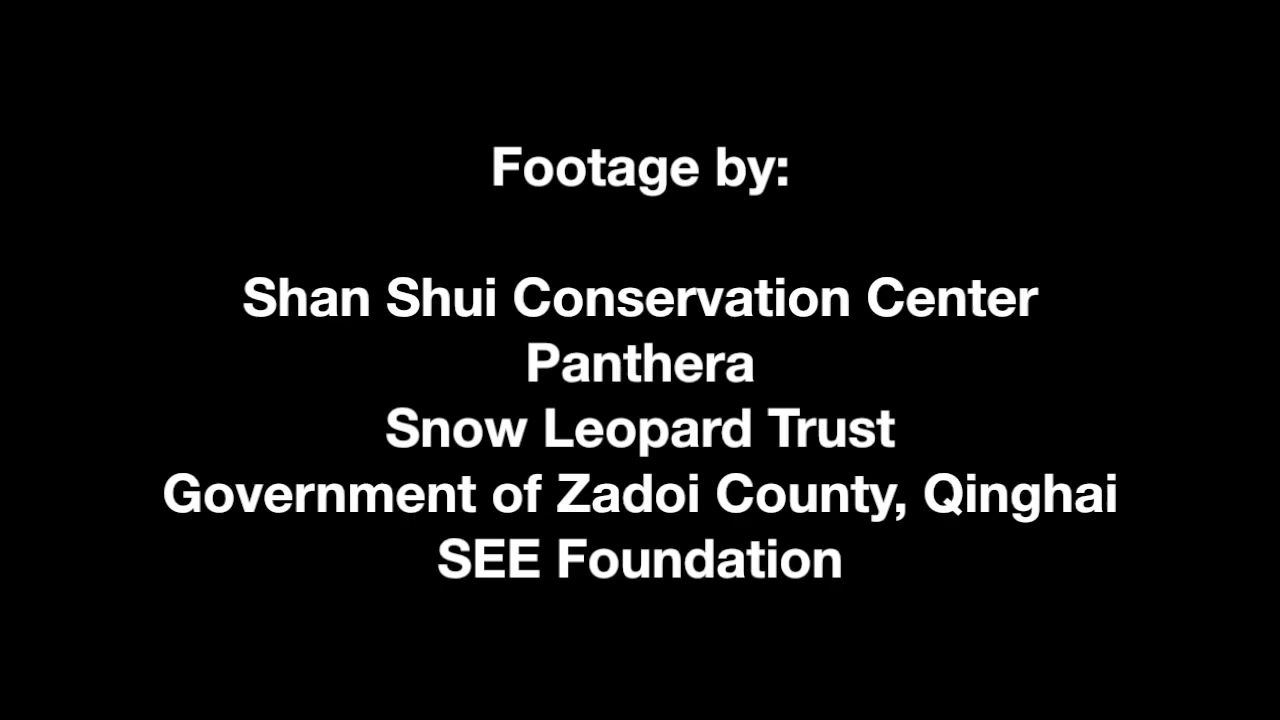 Footage by:
Shan Shui Conservation Center
Panthera
Snow Leopard Trust
Government of Zadoi County, Qinghai
SEE Foundation